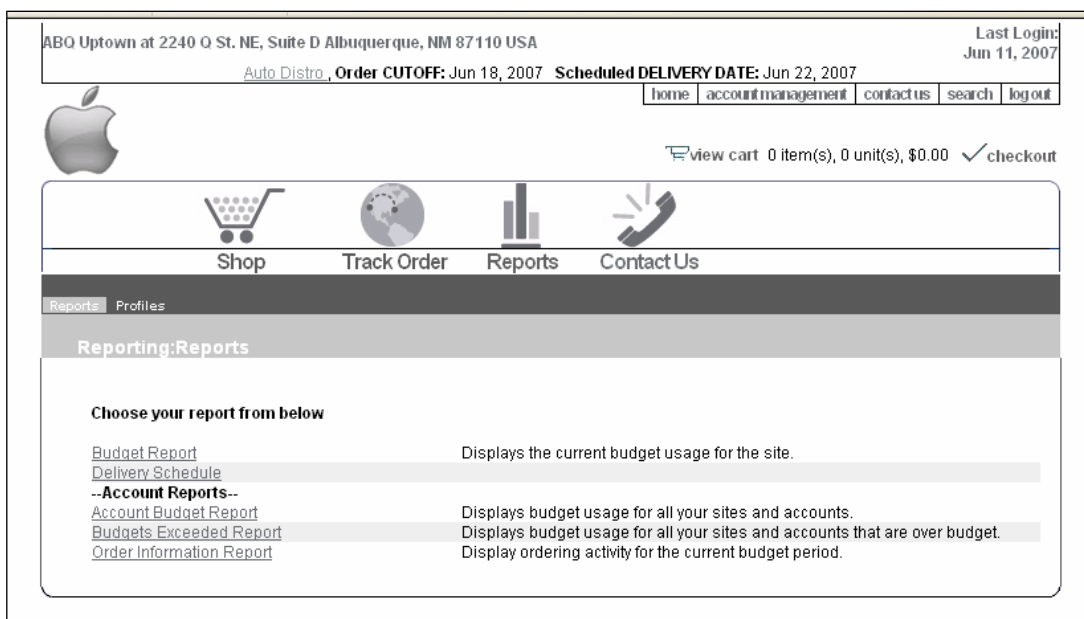 ABQ Uptown at 2240 Q St. NE, Suite D Albuquerque, NM 87110 USA
Last Login:
Jun 11, 2007
Auto Distro , Order CUTOFF: Jun 18, 2007 Scheduled DELIVERY DATE: Jun 22, 2007
home account management contact us search log out
view cart 0 item(s), 0 unit(s), $0.00 checkout
Shop Track Order Reports Contact Us
Reports Profiles
Reporting:Reports
Choose your report from below
Budget Report Displays the current budget usage for the site.
Delivery Schedule
--Account Reports--
Account Budget Report Displays budget usage for all your sites and accounts.
Budgets Exceeded Report Displays budget usage for all your sites and accounts that are over budget.
Order Information Report Display ordering activity for the current budget period.